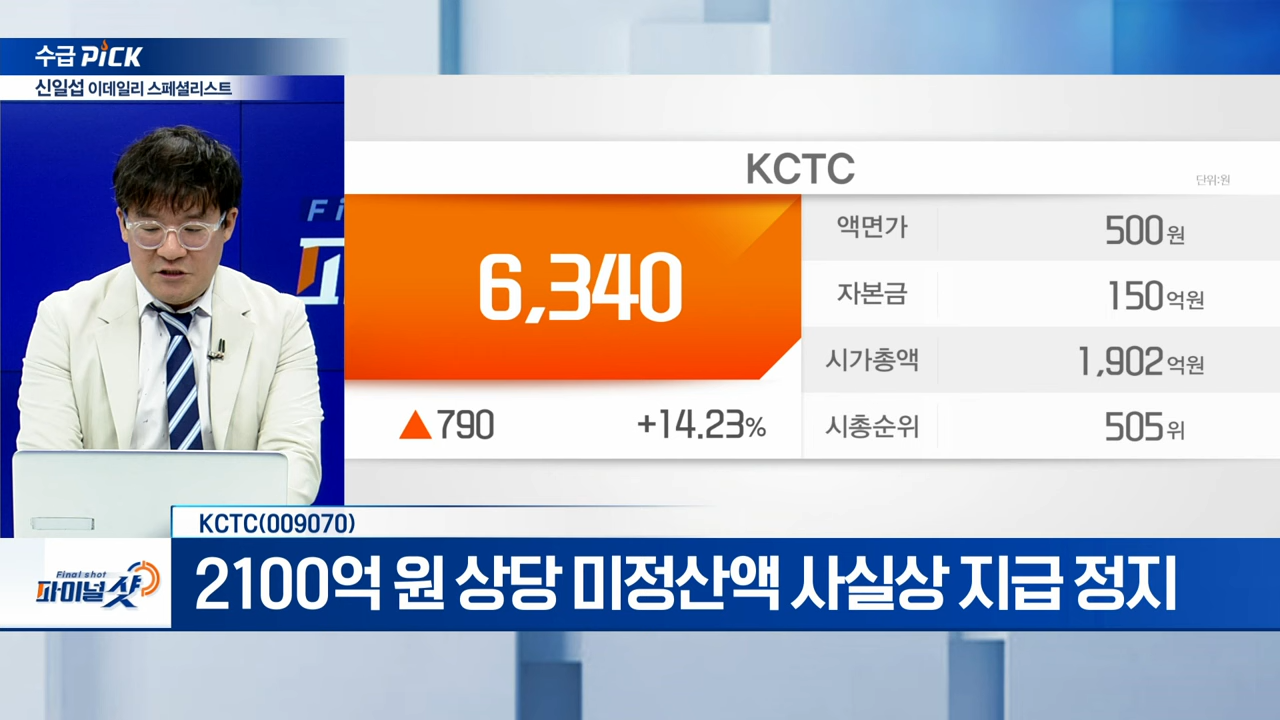 수급 PiCK
신일섭 이데일리 스페셜리스트
Fi
KCTC
단위:원
6,340
▲790 +14.23%
액면가 500원
자본금 150억원
시가총액 1,902억원
시총순위 505위
KCTC(009070)
Final shot
파이널샷
2100억 원 상당 미정산액 사실상 지급 정지